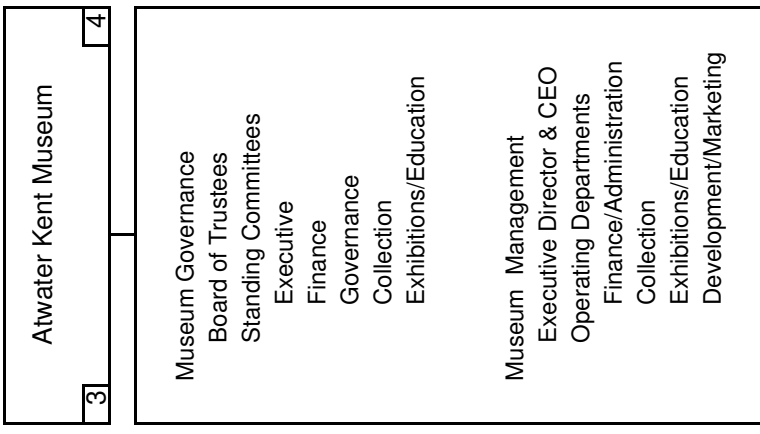 Atwater Kent Museum
3 4
Museum Governance
Board of Trustees
Standing Committees
Executive
Finance
Governance
Collection
Exhibitions/Education
Museum Management
Executive Director & CEO
Operating Departments
Finance/Administration
Collection
Exhibitions/Education
Development/Marketing